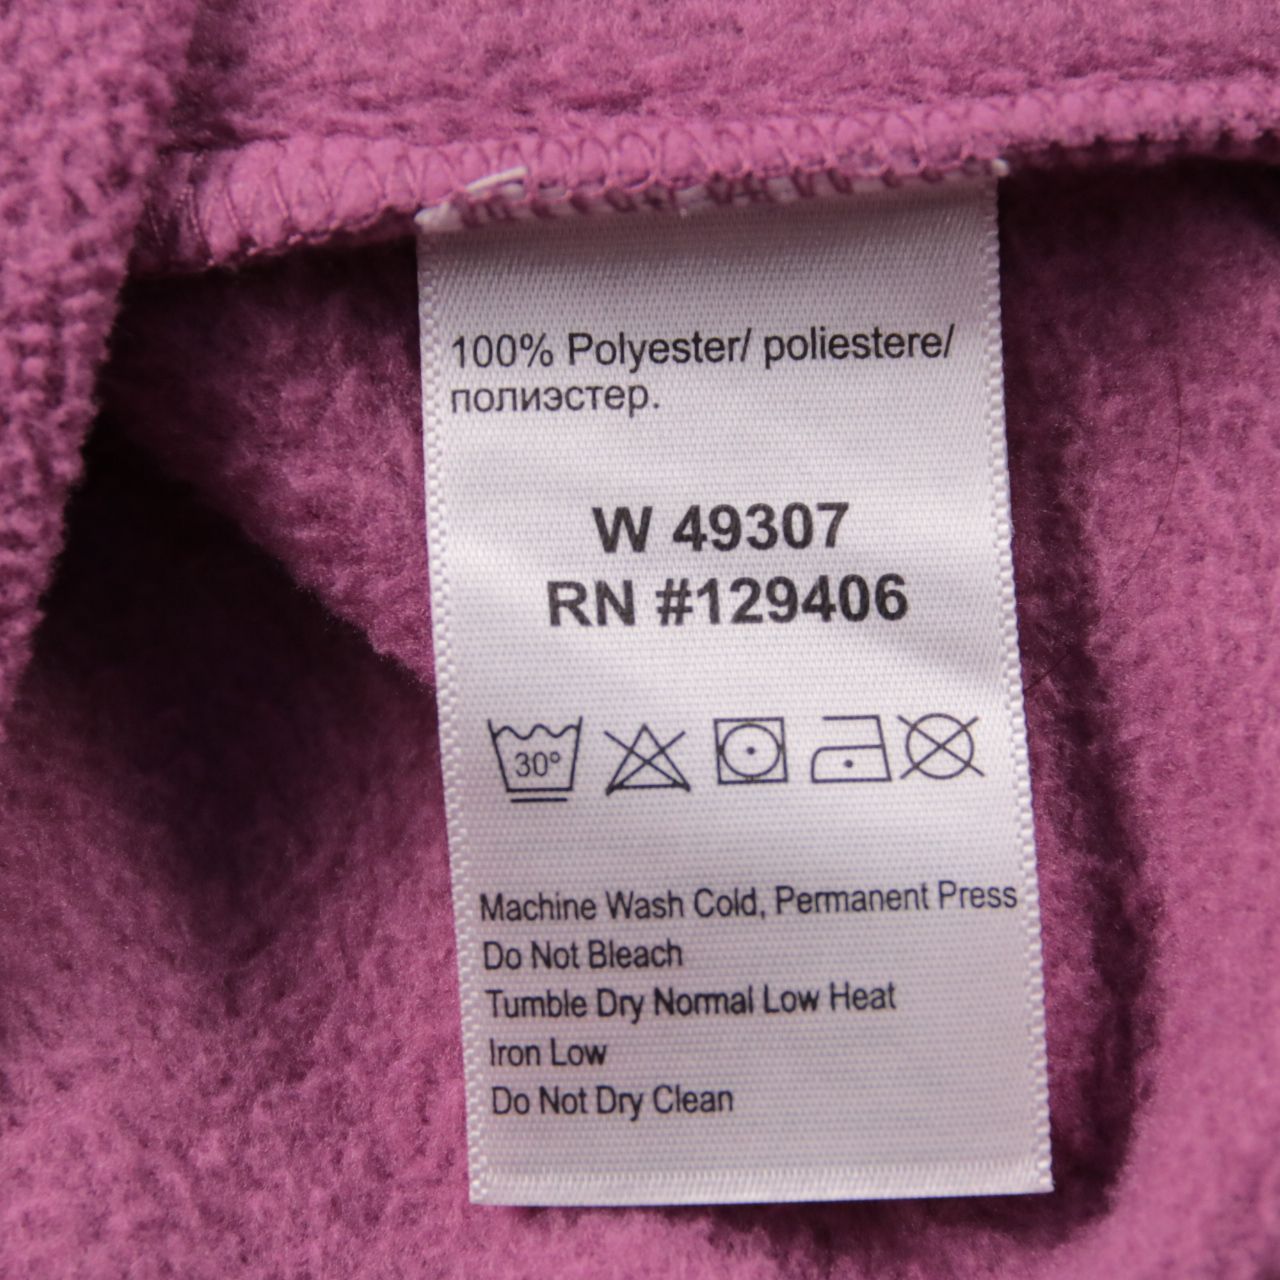 100% Polyester/ poliestere/
полиэстер.
W 49307
RN #129406
30°
Machine Wash Cold, Permanent Press
Do Not Bleach
Tumble Dry Normal Low Heat
Iron Low
Do Not Dry Clean